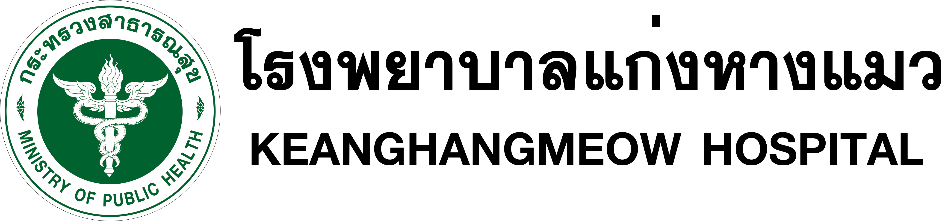 กระทรวงสาธารณสุข
MINISTRY OF PUBLIC HEALTH
โรงพยาบาลแก่งหางแมว
KEANGHANGMEOW HOSPITAL